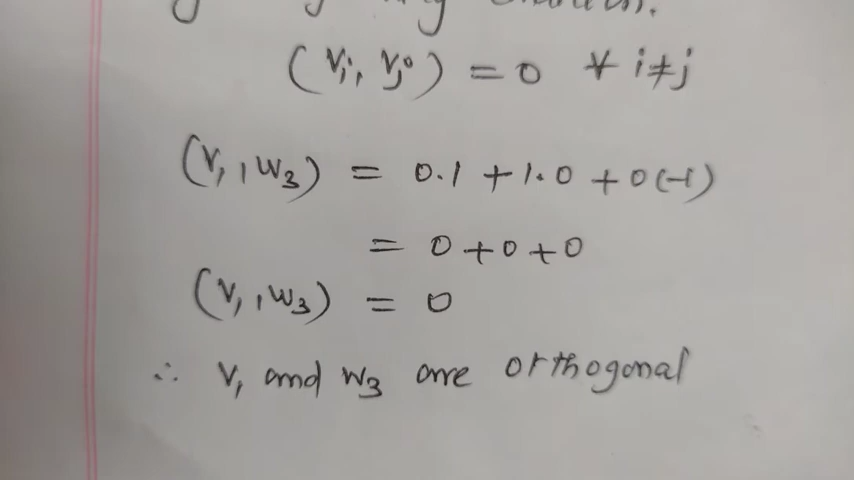 (v₁, vⱼ) = 0 ∀ i≠j
(v₁, w₃) = 0.1 + 1.0 + 0(-1)
= 0 + 0 + 0
(v₁, w₃) = 0
∴ v₁ and w₃ are orthogonal